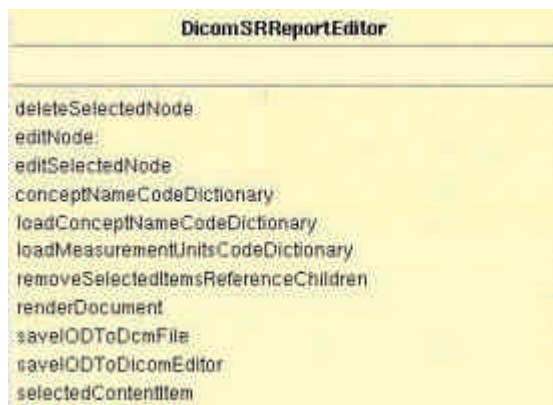 DicomSRReportEditor
deleteSelectedNode
editNode:
editSelectedNode
conceptNameCodeDictionary
loadConceptNameCodeDictionary
loadMeasurementUnitsCodeDictionary
removeSelectedItemsReferenceChildren
renderDocument
saveIODToDcmFile
saveIODToDicomEditor
selectedContentItem